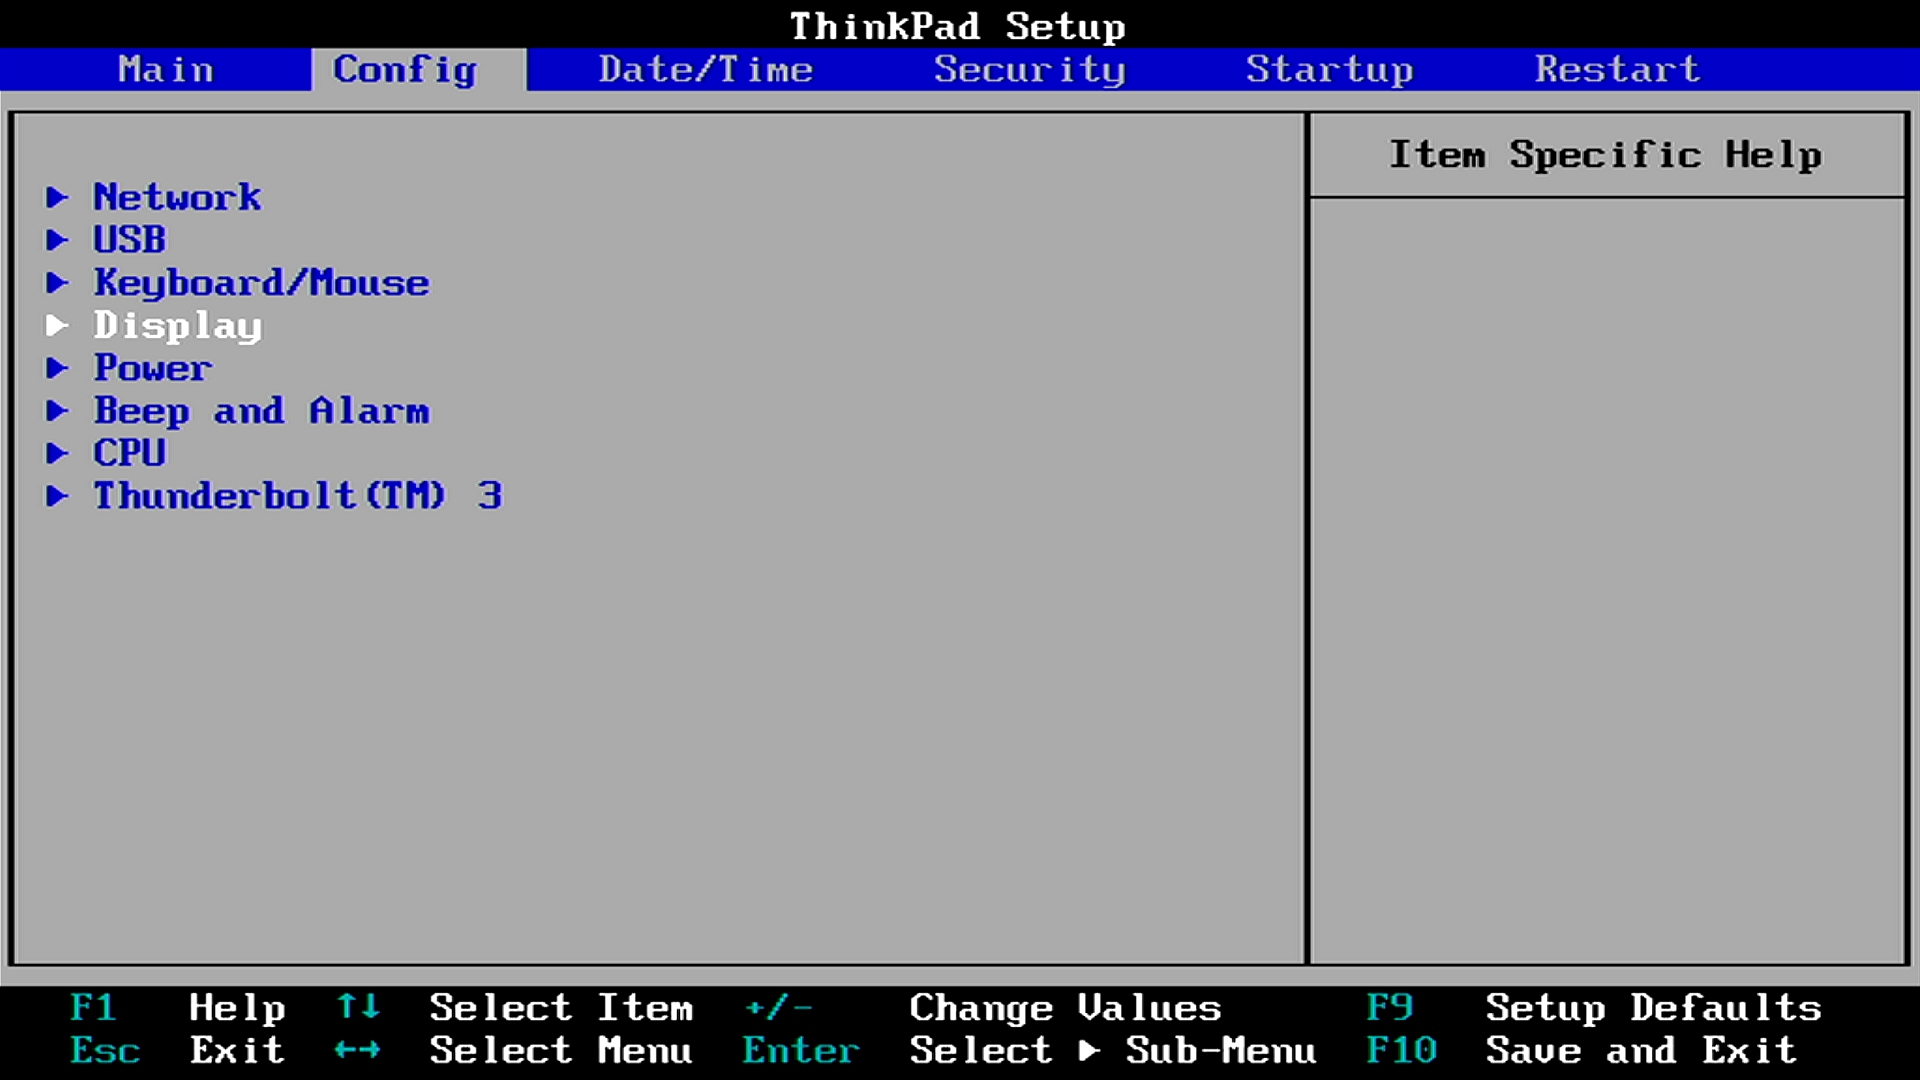 ThinkPad Setup
Main Config Date/Time Security Startup Restart
Item Specific Help
▶ Network
▶ USB
▶ Keyboard/Mouse
▶ Display
▶ Power
▶ Beep and Alarm
▶ CPU
▶ Thunderbolt(TM) 3
F1 Help ↑↓ Select Item +/- Change Values F9 Setup Defaults
Esc Exit ←→ Select Menu Enter Select ▶ Sub-Menu F10 Save and Exit